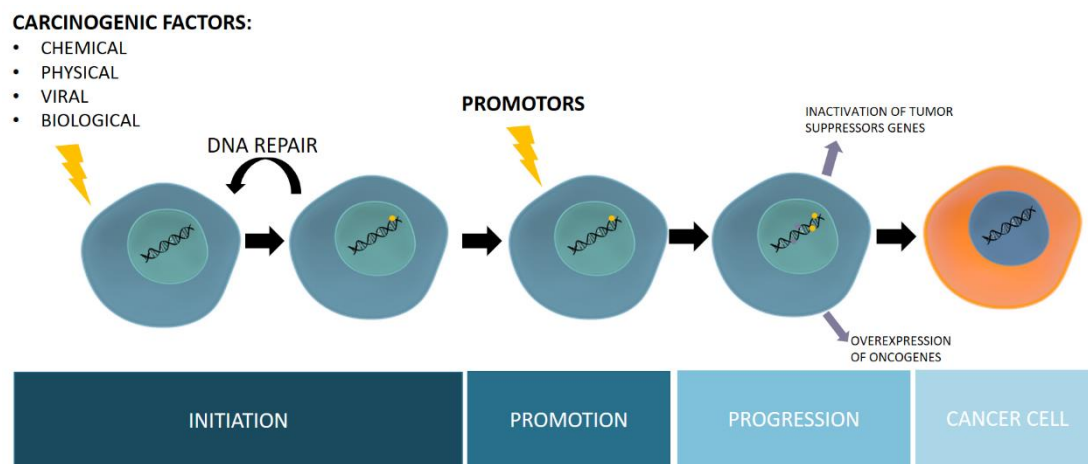 CARCINOGENIC FACTORS:
• CHEMICAL
• PHYSICAL
• VIRAL
• BIOLOGICAL
DNA REPAIR
PROMOTORS
INACTIVATION OF TUMOR
SUPPRESSORS GENES
OVEREXPRESSION
OF ONCOGENES
INITIATION
PROMOTION
PROGRESSION
CANCER CELL